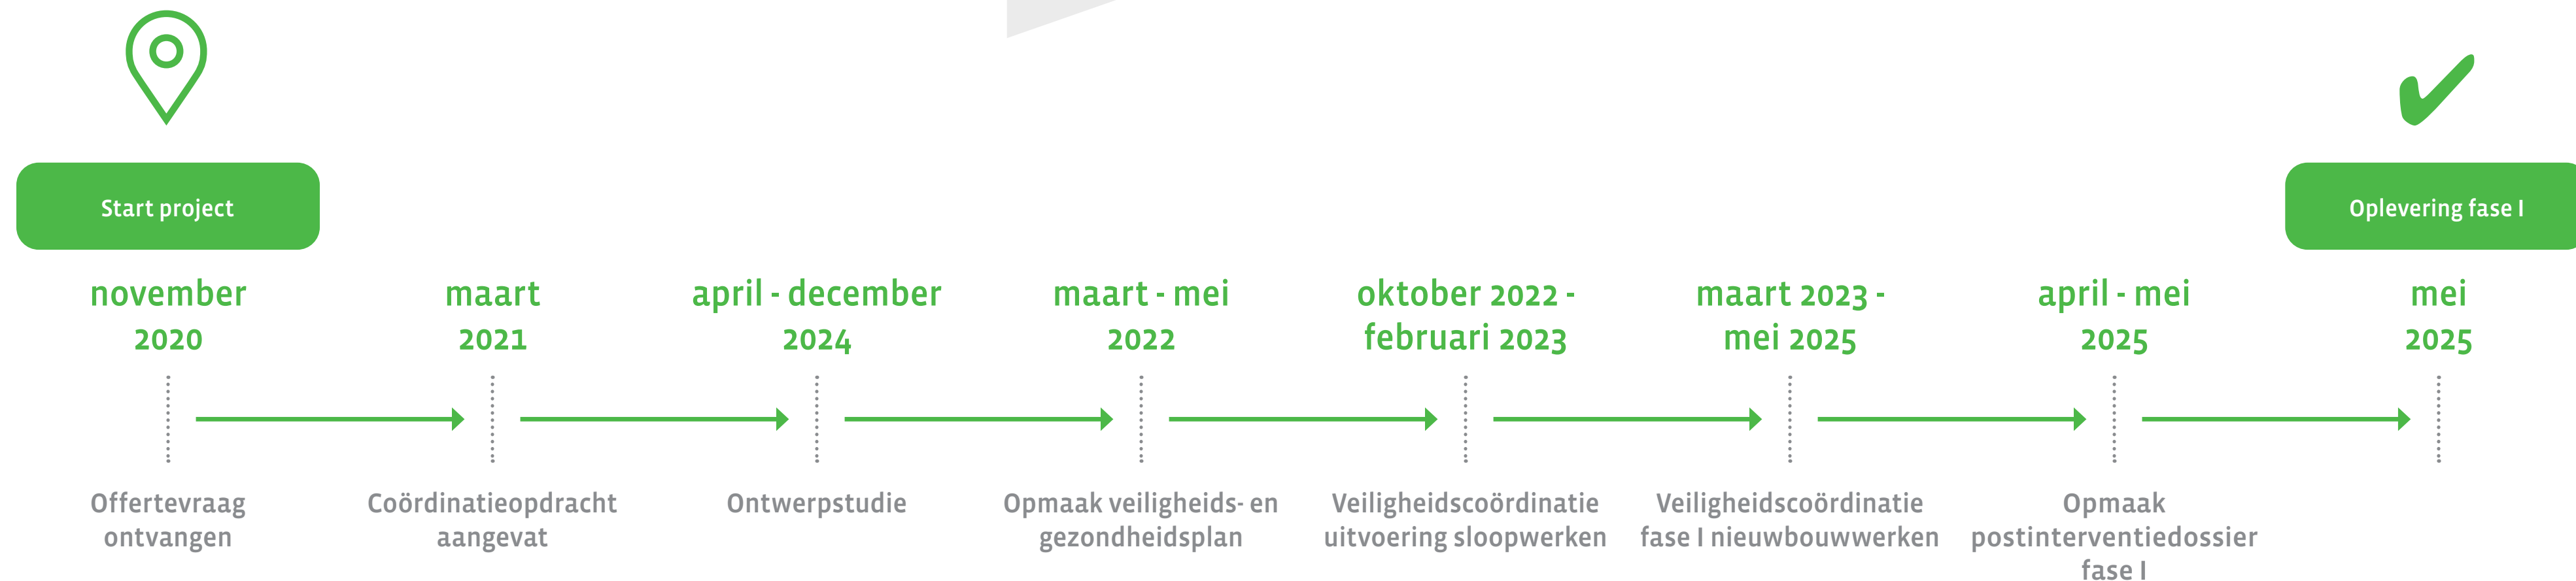 Start project
Oplevering fase I
november
2020
maart
2021
april - december
2024
maart - mei
2022
oktober 2022 -
februari 2023
maart 2023 -
mei 2025
april - mei
2025
mei
2025
Offertevraag
ontvangen
Coördinatieopdracht
aangevat
Ontwerpstudie
Opmaak veiligheids- en
gezondheidsplan
Veiligheidscoördinatie
uitvoering sloopwerken
Veiligheidscoördinatie
fase I nieuwbouwwerken
Opmaak
postinterventiedossier
fase I